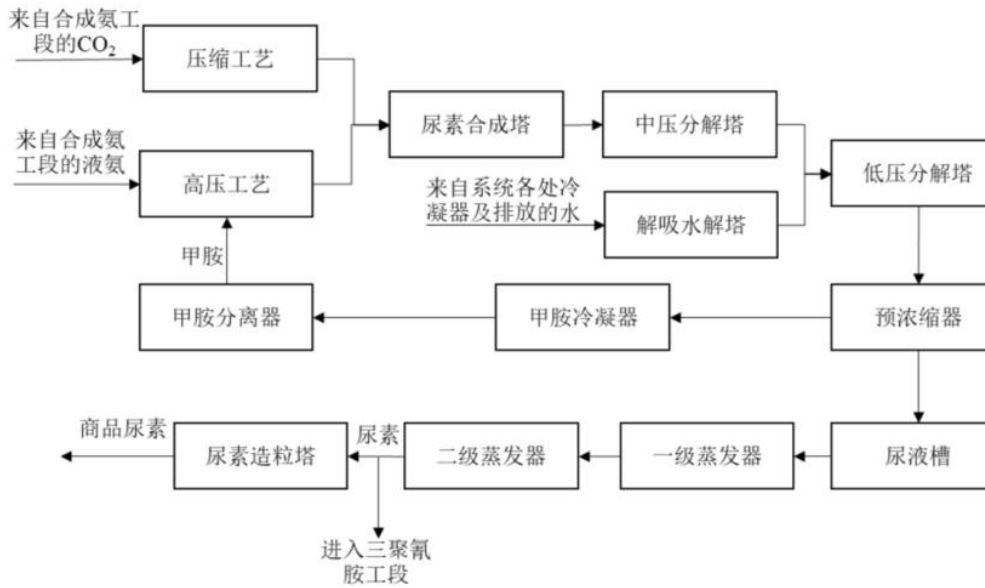 来自合成氨工
段的CO₂
压缩工艺
尿素合成塔
中压分解塔
来自合成氨
工段的液氨
高压工艺
来自系统各处冷
凝器及排放的水
解吸水解塔
低压分解塔
甲胺
甲胺分离器
甲胺冷凝器
预浓缩器
商品尿素
尿素造粒塔
尿素
二级蒸发器
一级蒸发器
尿液槽
进入三聚氰
胺工段